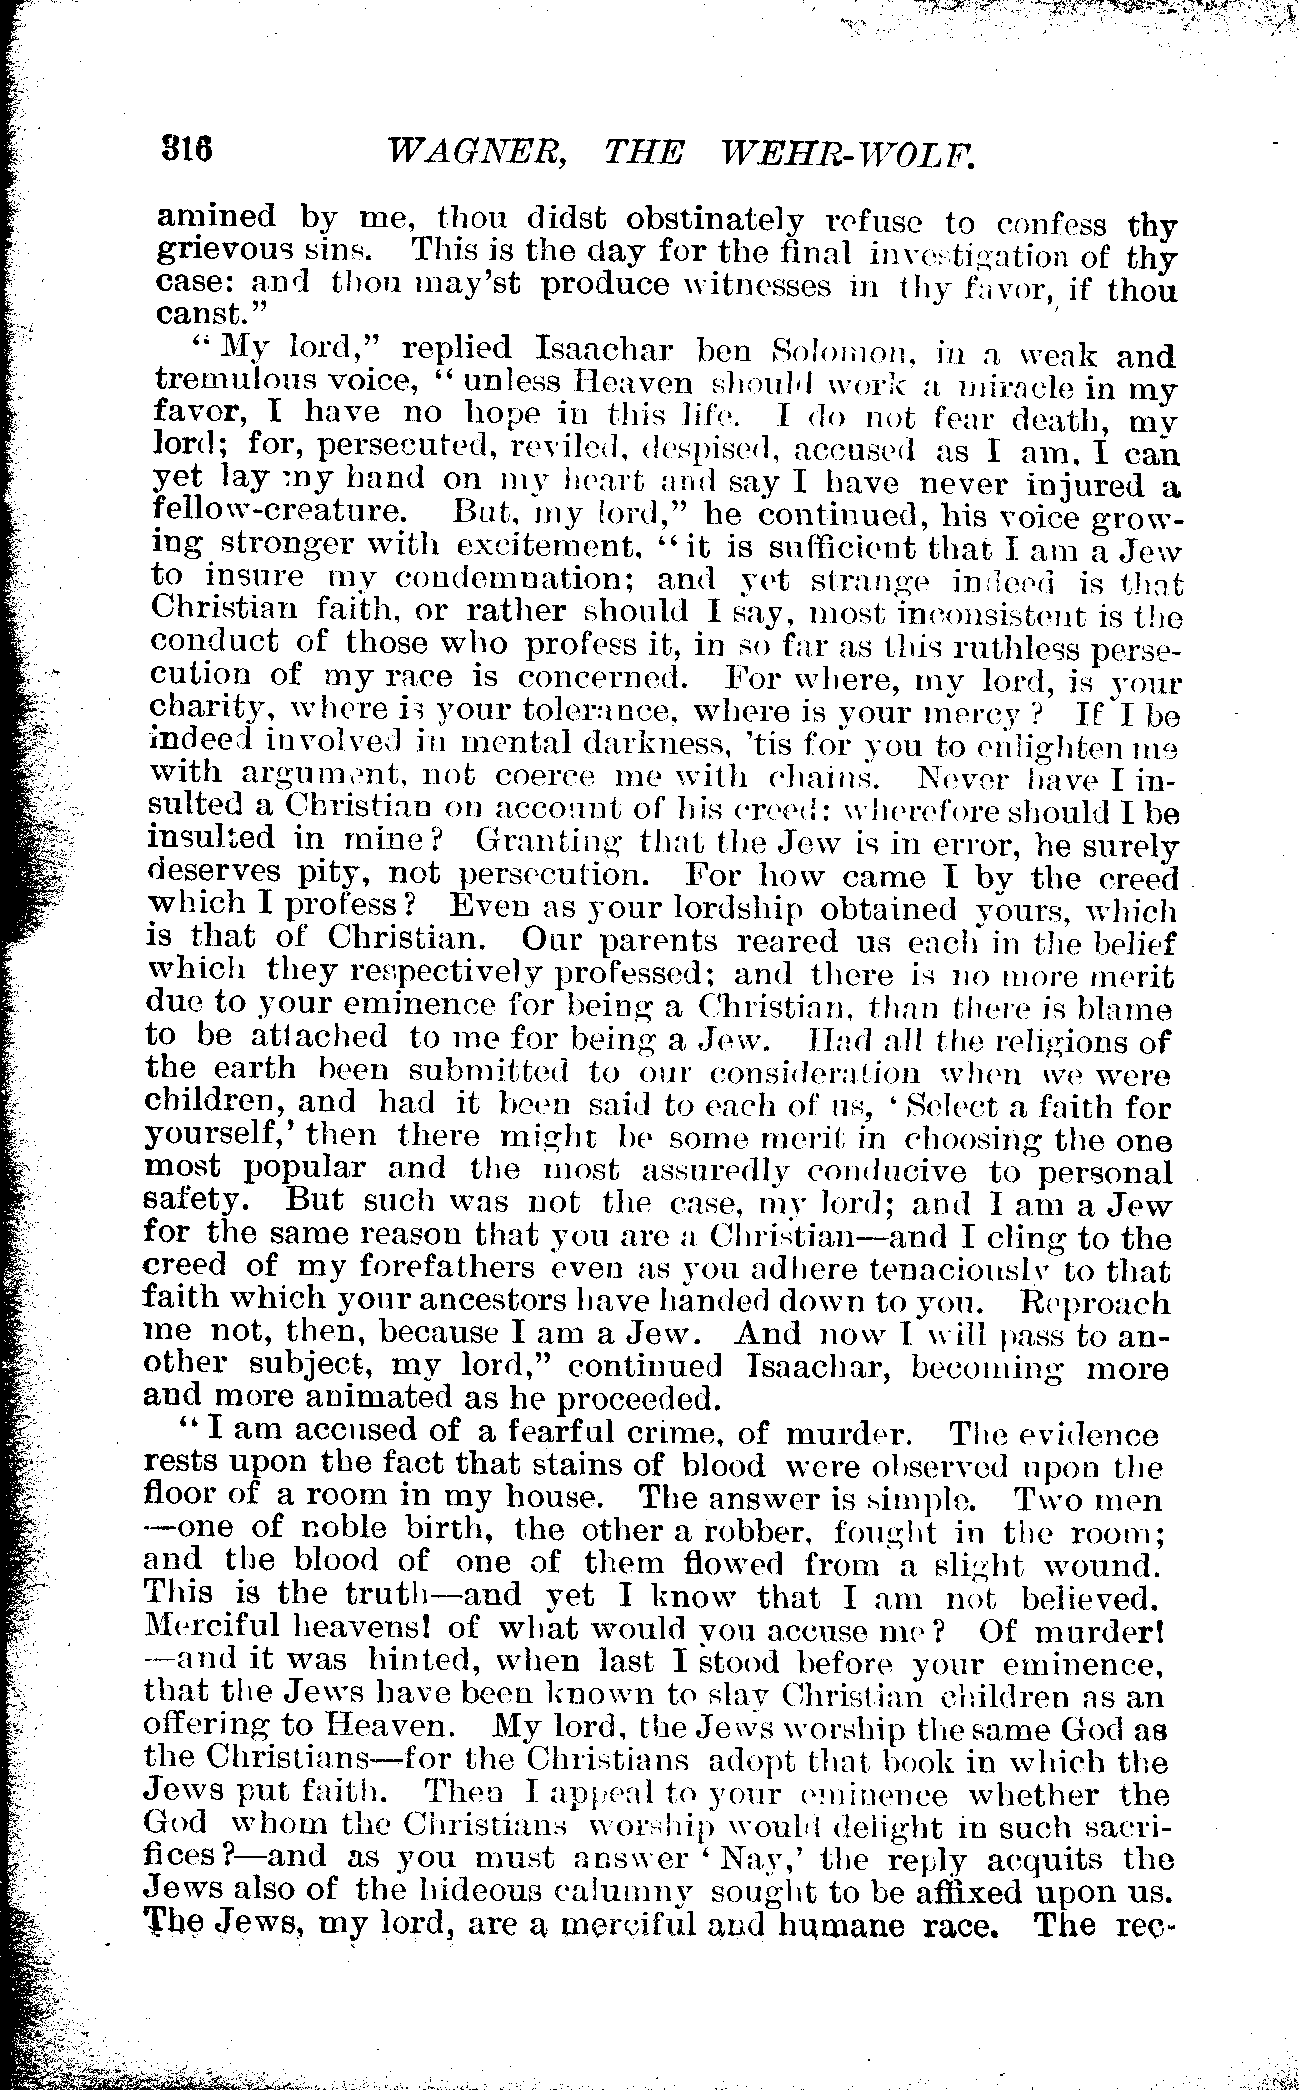 316 WAGNER, THE WEHR-WOLF.
amined by me, thou didst obstinately refuse to confess thy
grievous sins. This is the day for the final investigation of thy
case: and thou may'st produce witnesses in thy favor, if thou
canst."
"My lord," replied Isaachar ben Solomon, in a weak and
tremulous voice, "unless Heaven should work a miracle in my
favor, I have no hope in this life. I do not fear death, my
lord; for, persecuted, reviled, despised, accused as I am, I can
yet lay my hand on my heart and say I have never injured a
fellow-creature. But, my lord," he continued, his voice grow-
ing stronger with excitement, "it is sufficient that I am a Jew
to insure my condemnation; and yet strange indeed is that
Christian faith, or rather should I say, most inconsistent is the
conduct of those who profess it, in so far as this ruthless perse-
cution of my race is concerned. For where, my lord, is your
charity, where is your tolerance, where is your mercy? If I be
indeed involved in mental darkness, 'tis for you to enlighten me
with argument, not coerce me with chains. Never have I in-
sulted a Christian on account of his creed: wherefore should I be
insulted in mine? Granting that the Jew is in error, he surely
deserves pity, not persecution. For how came I by the creed
which I profess? Even as your lordship obtained yours, which
is that of Christian. Our parents reared us each in the belief
which they respectively professed; and there is no more merit
due to your eminence for being a Christian, than there is blame
to be attached to me for being a Jew. Had all the religions of
the earth been submitted to our consideration when we were
children, and had it been said to each of us, 'Select a faith for
yourself,' then there might be some merit in choosing the one
most popular and the most assuredly conducive to personal
safety. But such was not the case, my lord; and I am a Jew
for the same reason that you are a Christian—and I cling to the
creed of my forefathers even as you adhere tenaciously to that
faith which your ancestors have handed down to you. Reproach
me not, then, because I am a Jew. And now I will pass to an-
other subject, my lord," continued Isaachar, becoming more
and more animated as he proceeded.
"I am accused of a fearful crime, of murder. The evidence
rests upon the fact that stains of blood were observed upon the
floor of a room in my house. The answer is simple. Two men
—one of noble birth, the other a robber, fought in the room;
and the blood of one of them flowed from a slight wound.
This is the truth—and yet I know that I am not believed.
Merciful heavens! of what would you accuse me? Of murder!
—and it was hinted, when last I stood before your eminence,
that the Jews have been known to slay Christian children as an
offering to Heaven. My lord, the Jews worship the same God as
the Christians—for the Christians adopt that book in which the
Jews put faith. Then I appeal to your eminence whether the
God whom the Christians worship would delight in such sacri-
fices?—and as you must answer 'Nay,' the reply acquits the
Jews also of the hideous calumny sought to be affixed upon us.
The Jews, my lord, are a merciful and humane race. The rec-